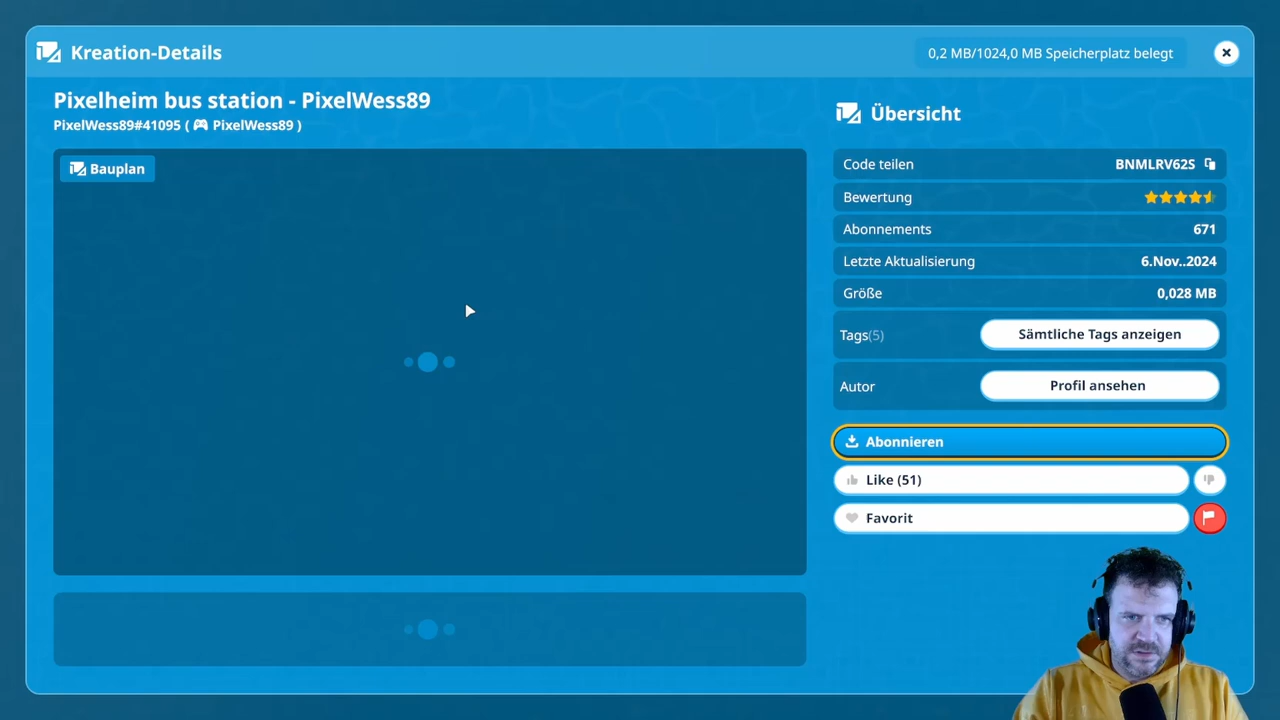 Kreation-Details
0,2 MB/1024,0 MB Speicherplatz belegt
Pixelheim bus station - PixelWess89
PixelWess89#41095 ( PixelWess89 )
Bauplan
Übersicht
Code teilen BNMLRV62S
Bewertung
Abonnements 671
Letzte Aktualisierung 6.Nov..2024
Größe 0,028 MB
Tags(5) Sämtliche Tags anzeigen
Autor Profil ansehen
Abonnieren
Like (51)
Favorit